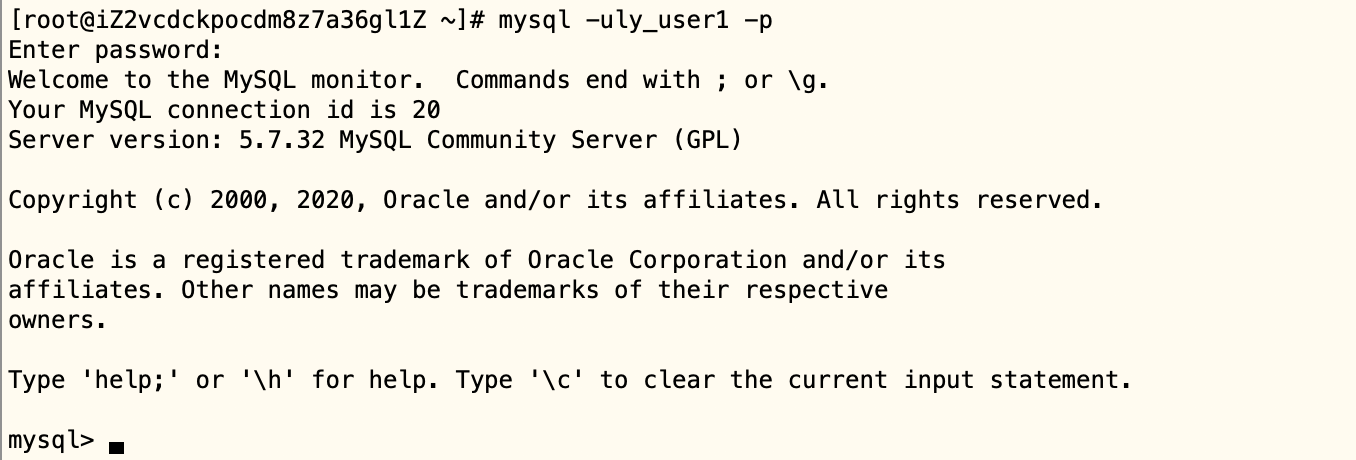 [root@iZ2vcdckpocdm8z7a36gl1Z ~]# mysql -uly_user1 -p
Enter password:
Welcome to the MySQL monitor.  Commands end with ; or \g.
Your MySQL connection id is 20
Server version: 5.7.32 MySQL Community Server (GPL)

Copyright (c) 2000, 2020, Oracle and/or its affiliates. All rights reserved.

Oracle is a registered trademark of Oracle Corporation and/or its
affiliates. Other names may be trademarks of their respective
owners.

Type 'help;' or '\h' for help. Type '\c' to clear the current input statement.

mysql>